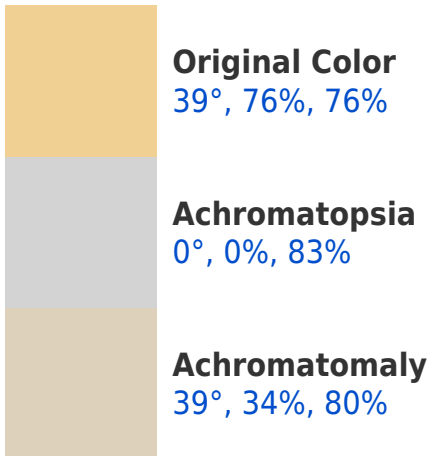 Original Color
39°, 76%, 76%
Achromatopsia
0°, 0%, 83%
Achromatomaly
39°, 34%, 80%